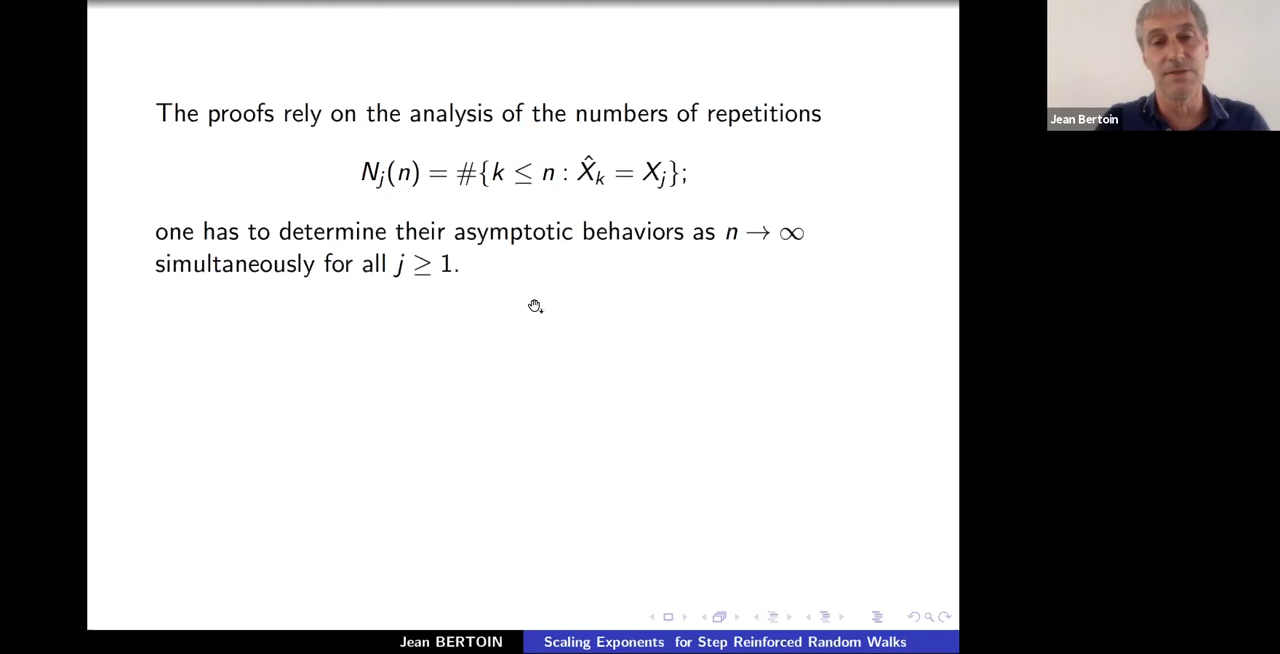 The proofs rely on the analysis of the numbers of repetitions
N_j(n) = #{k ≤ n : X̂_k = X_j};
one has to determine their asymptotic behaviors as n → ∞
simultaneously for all j ≥ 1.
Jean Bertoin
Jean BERTOIN Scaling Exponents for Step Reinforced Random Walks